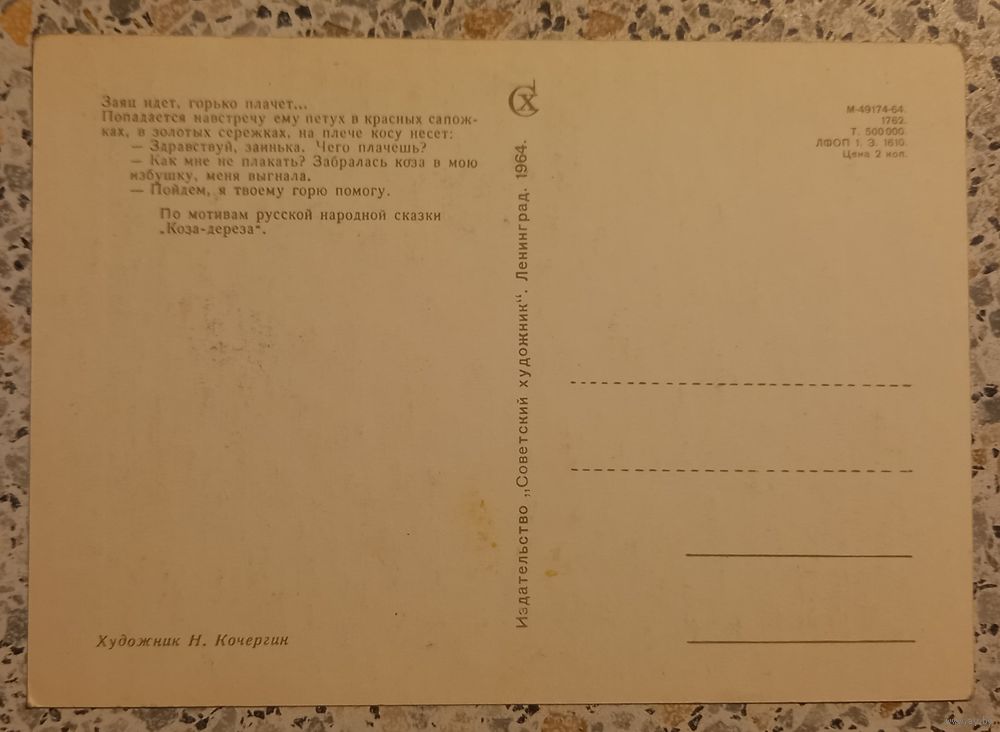 Заяц идет, горько плачет...
Попадается навстречу ему петух в красных сапож-
ках, в золотых сережках, на плече косу несет:
— Здравствуй, заинька. Чего плачешь?
— Как мне не плакать? Забралась коза в мою
избушку, меня выгнала.
— Пойдем, я твоему горю помогу.
По мотивам русской народной сказки
„Коза-дереза“.
Художник Н. Кочергин
СХ
Издательство „Советский художник“. Ленинград. 1964.
М-49174-64.
1762.
Т. 500000.
ЛФОП 1. З. 1610.
Цена 2 коп.